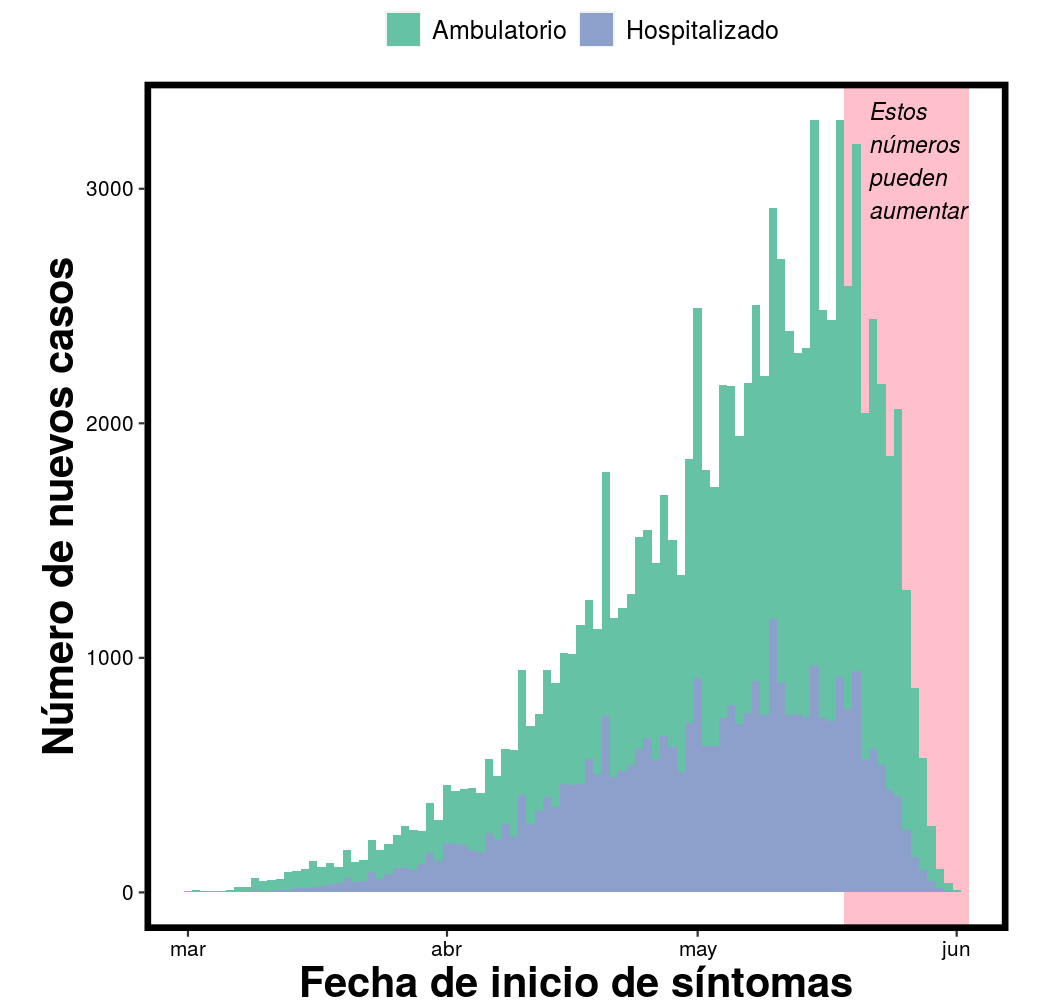 Ambulatorio Hospitalizado
Estos
números
pueden
aumentar
3000
2000
1000
0
Número de nuevos casos
mar abr may jun
Fecha de inicio de síntomas